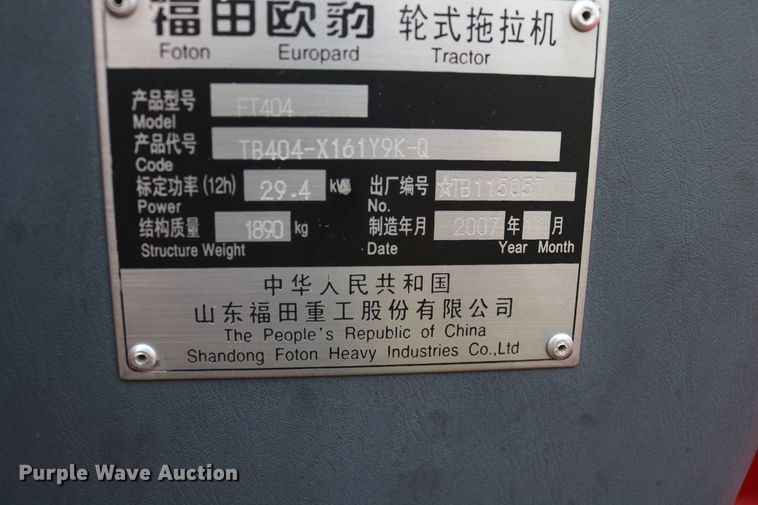 福田欧豹 轮式拖拉机
Foton Europard Tractor
产品型号 FT404
Model
产品代号 TB404-X161Y9K-Q
Code
标定功率(12h) 29.4 kW 出厂编号
Power No.
结构质量 1890 kg 制造年月 2007 年 月
Structure Weight Date Year Month
中华人民共和国
山东福田重工股份有限公司
The People's Republic of China
Shandong Foton Heavy Industries Co.,Ltd
Purple Wave Auction